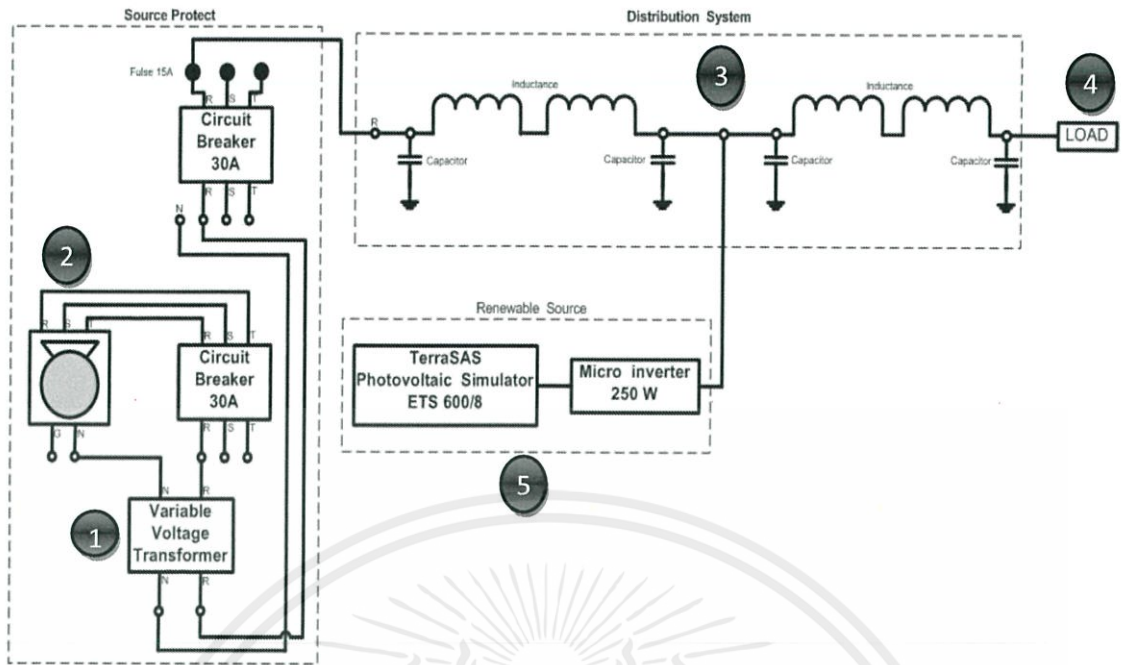 Source Protect
Distribution System
Fulse 15A
R S T
Circuit
Breaker
30A
R S T
N
R
Inductance
Inductance
Capacitor
Capacitor
Capacitor
Capacitor
3
4
LOAD
2
R S T
G N
R S T
Circuit
Breaker
30A
R S T
N R
1
Variable
Voltage
Transformer
N R
Renewable Source
TerraSAS
Photovoltaic Simulator
ETS 600/8
Micro inverter
250 W
5